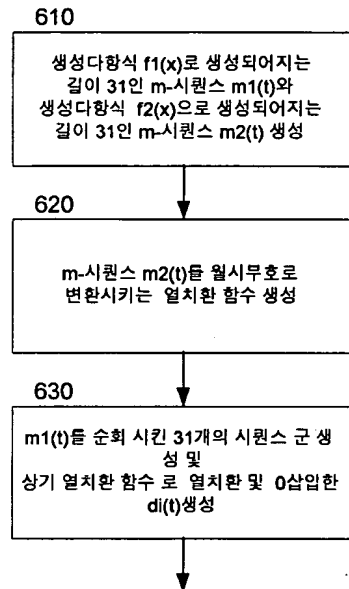 610
생성다항식 f1(x)로 생성되어지는
길이 31인 m-시퀀스 m1(t)와
생성다항식 f2(x)으로 생성되어지는
길이 31인 m-시퀀스 m2(t) 생성
620
m-시퀀스 m2(t)를 월시부호로
변환시키는 열치환 함수 생성
630
m1(t)를 순회 시킨 31개의 시퀀스 군 생
성 및
상기 열치환 함수 로 열치환 및 0삽입한
di(t)생성